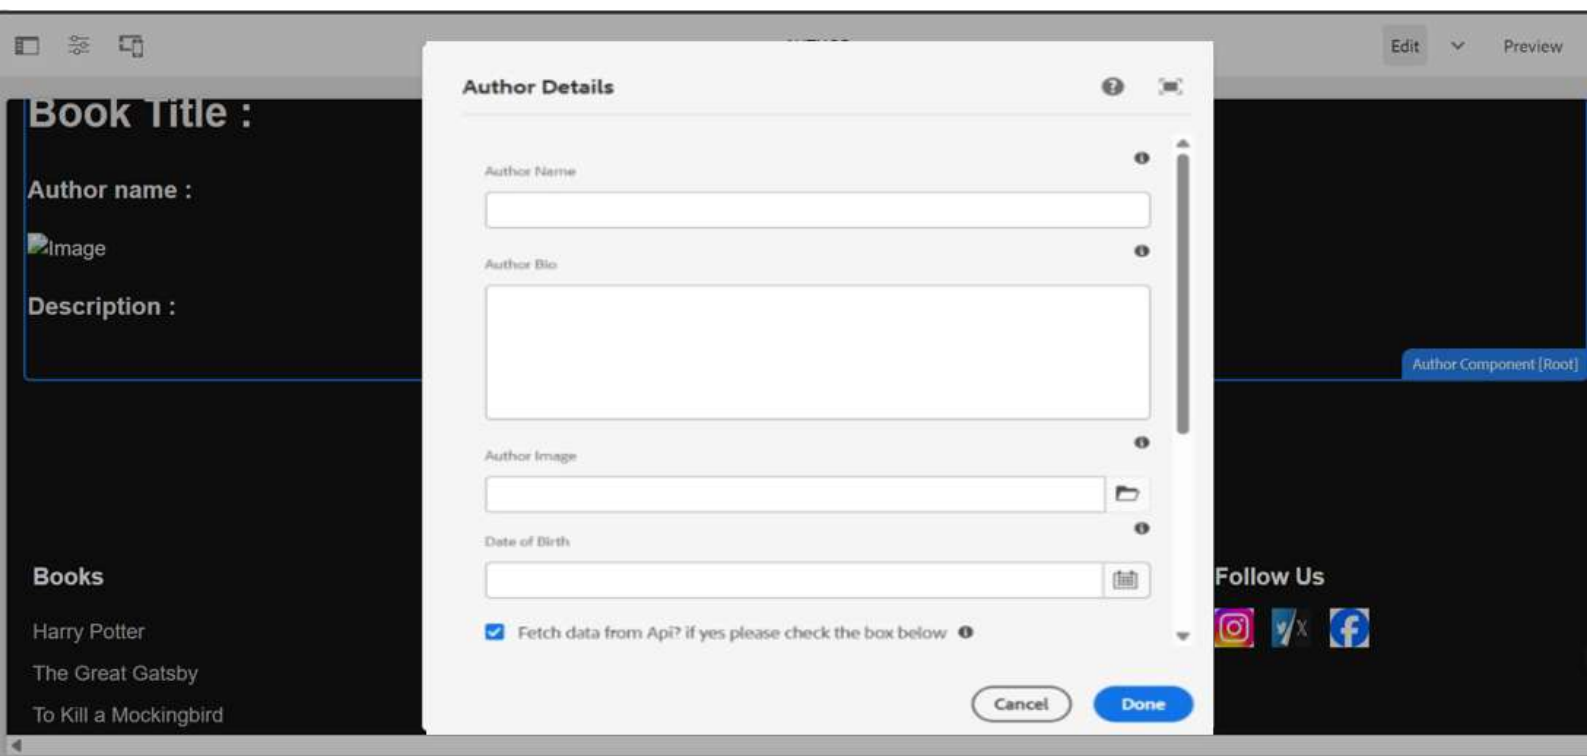 Edit
Preview
Book Title :
Author name :
Image
Description :
Author Details
Author Name
Author Bio
Author Image
Date of Birth
Fetch data from Api? if yes please check the box below
Cancel
Done
Author Component [Root]
Books
Harry Potter
The Great Gatsby
To Kill a Mockingbird
Follow Us